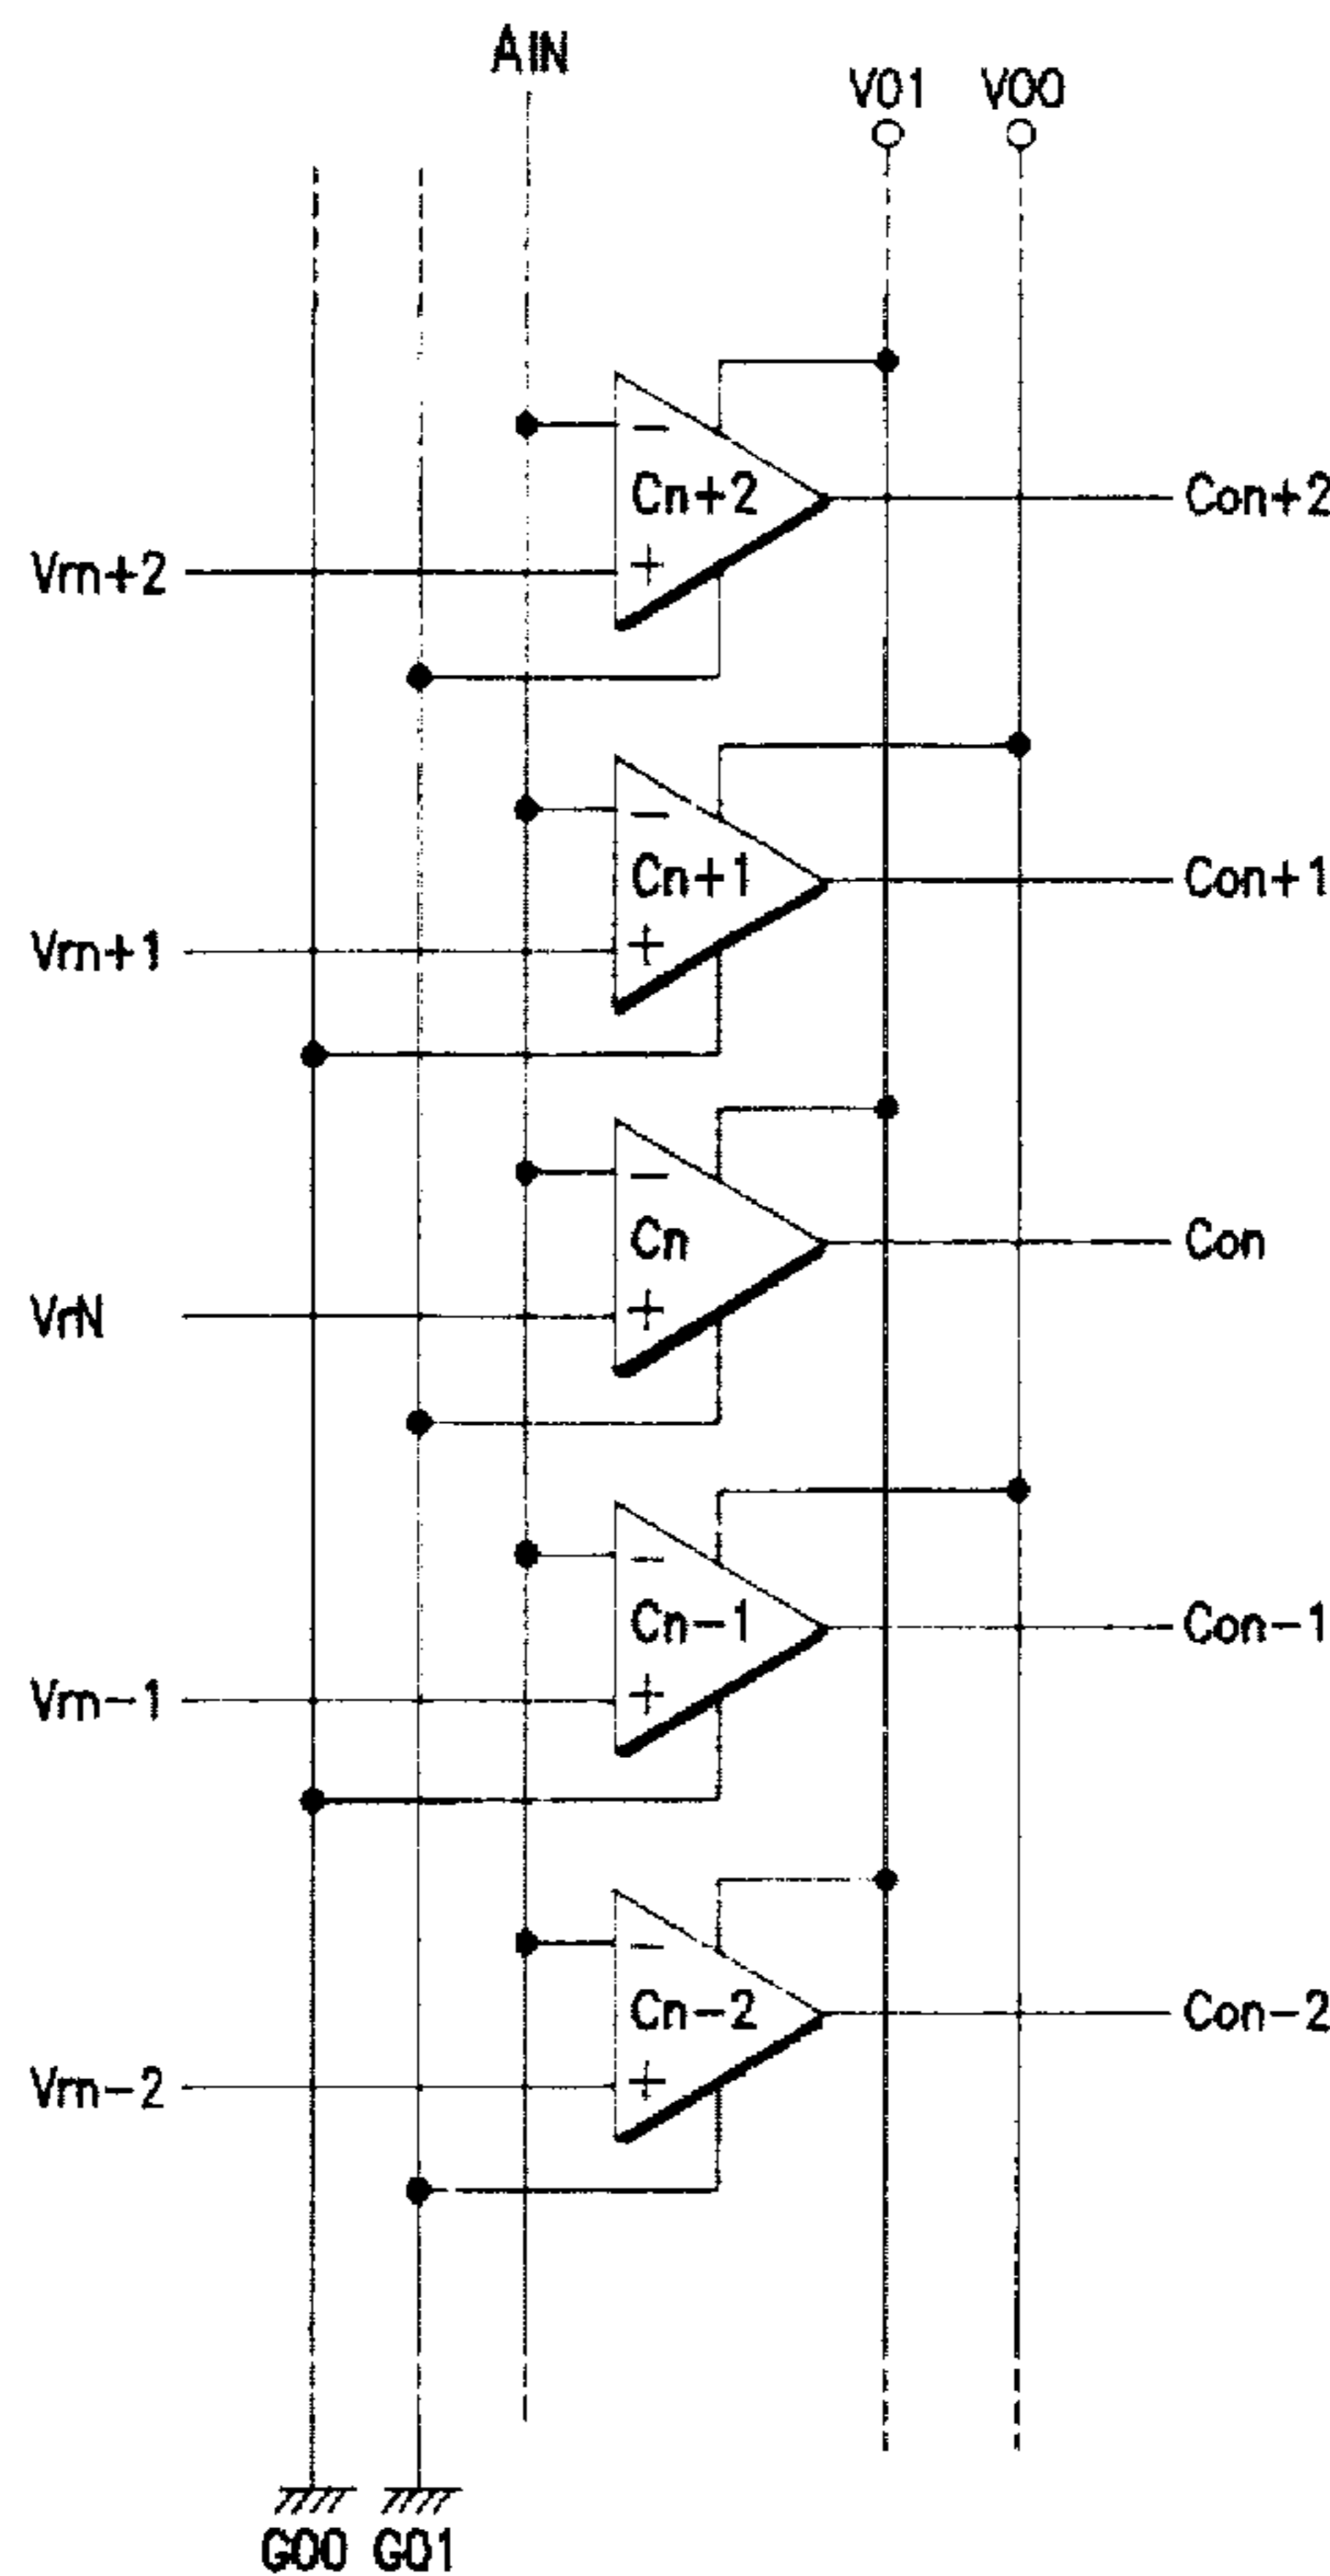 AIN
V01 V00
- 
Cn+2 Con+2
Vrn+2 +
-
Cn+1 Con+1
Vrn+1 +
-
Cn Con
VrN +
-
Cn-1 Con-1
Vrn-1 +
-
Cn-2 Con-2
Vrn-2 +
G00 G01